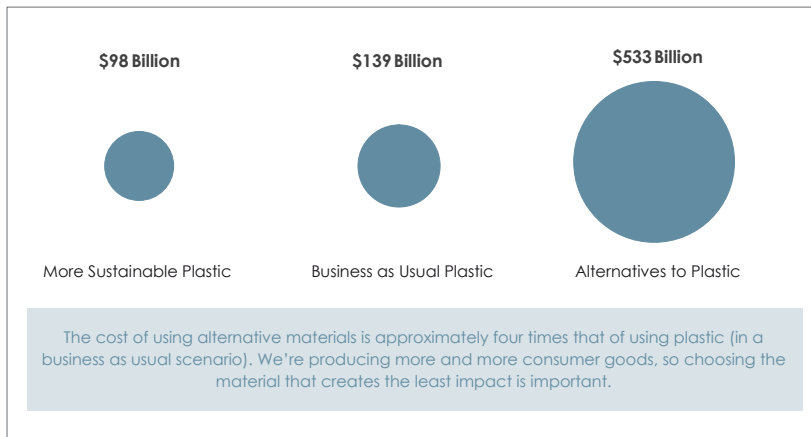 $98 Billion
$139 Billion
$533 Billion
More Sustainable Plastic
Business as Usual Plastic
Alternatives to Plastic
The cost of using alternative materials is approximately four times that of using plastic (in a
business as usual scenario). We’re producing more and more consumer goods, so choosing the
material that creates the least impact is important.